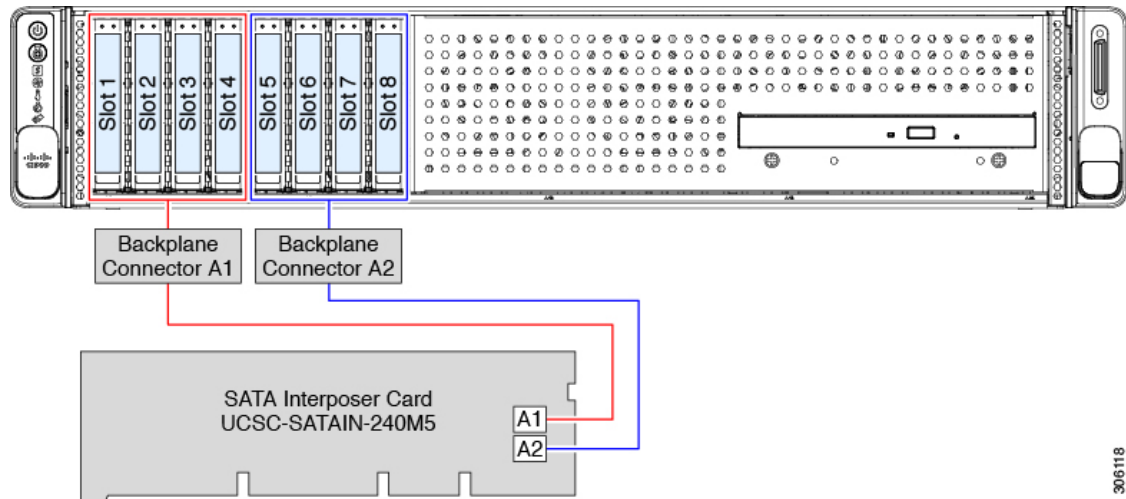 Slot 1
Slot 2
Slot 3
Slot 4
Slot 5
Slot 6
Slot 7
Slot 8
Backplane
Connector A1
Backplane
Connector A2
SATA Interposer Card
UCSC-SATAIN-240M5
A1
A2
306118